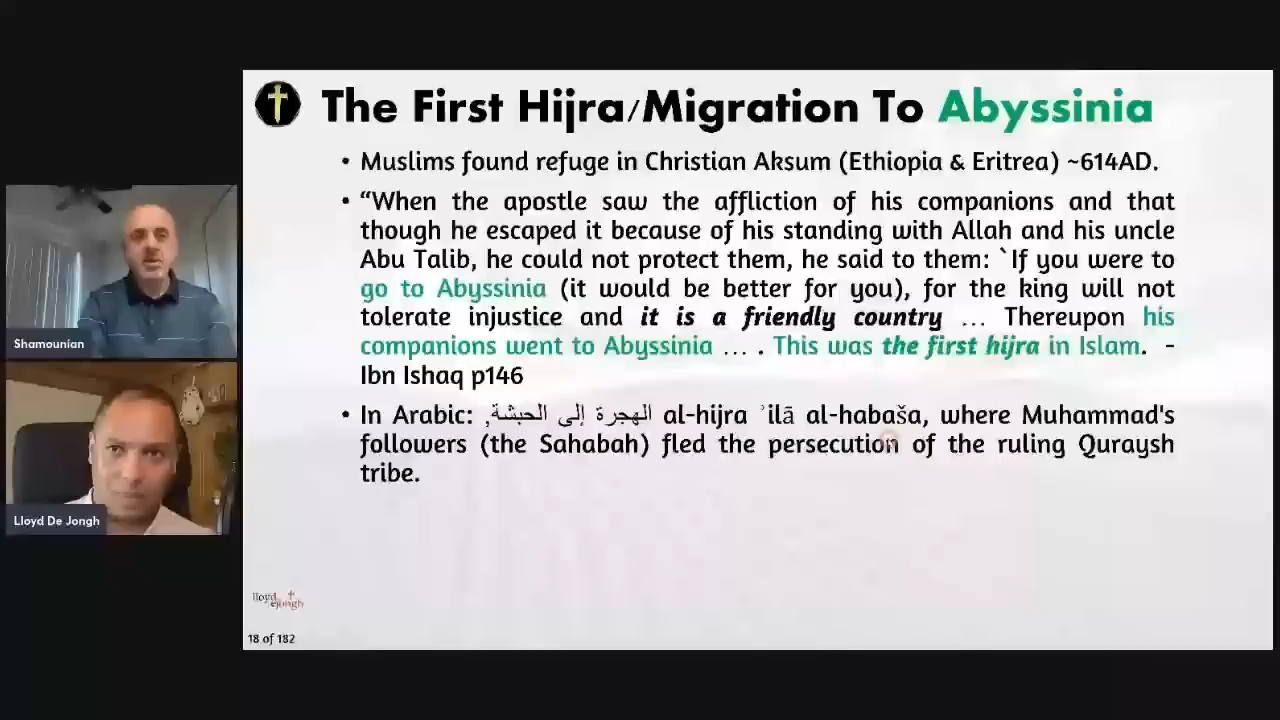 The First Hijra/Migration To Abyssinia
• Muslims found refuge in Christian Aksum (Ethiopia & Eritrea) ~614AD.
• “When the apostle saw the affliction of his companions and that
though he escaped it because of his standing with Allah and his uncle
Abu Talib, he could not protect them, he said to them: `If you were to
go to Abyssinia (it would be better for you), for the king will not
tolerate injustice and it is a friendly country … Thereupon his
companions went to Abyssinia … . This was the first hijra in Islam. -
Ibn Ishaq p146
• In Arabic: الهجرة إلى الحبشة, al-hijra ʾilā al-habaša, where Muhammad's
followers (the Sahabah) fled the persecution of the ruling Quraysh
tribe.
Shamounian
Lloyd De Jongh
lloyd
dejongh
18 of 182